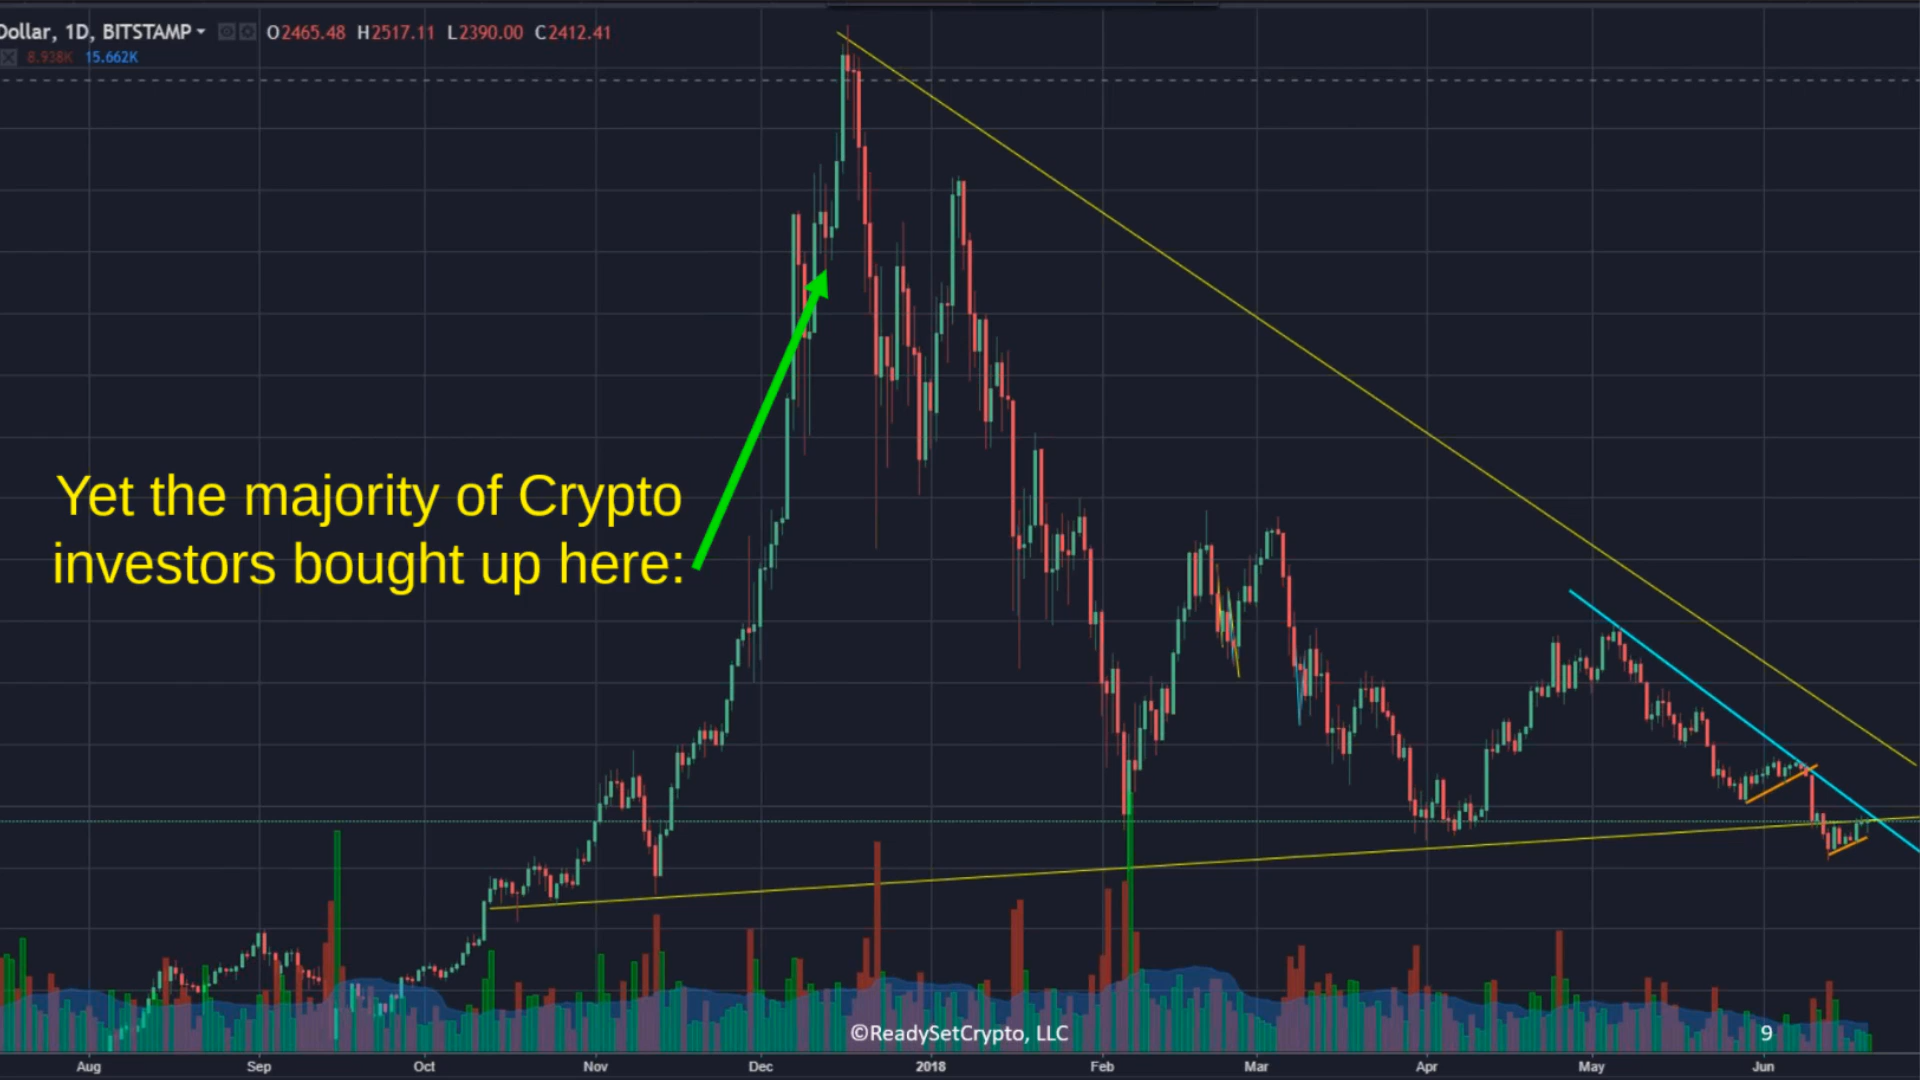 Dollar, 1D, BITSTAMP O2465.48 H2517.11 L2390.00 C2412.41
8.938K 15.662K
Yet the majority of Crypto
investors bought up here:
©ReadySetCrypto, LLC 9
Aug Sep Oct Nov Dec 2018 Feb Mar Apr May Jun